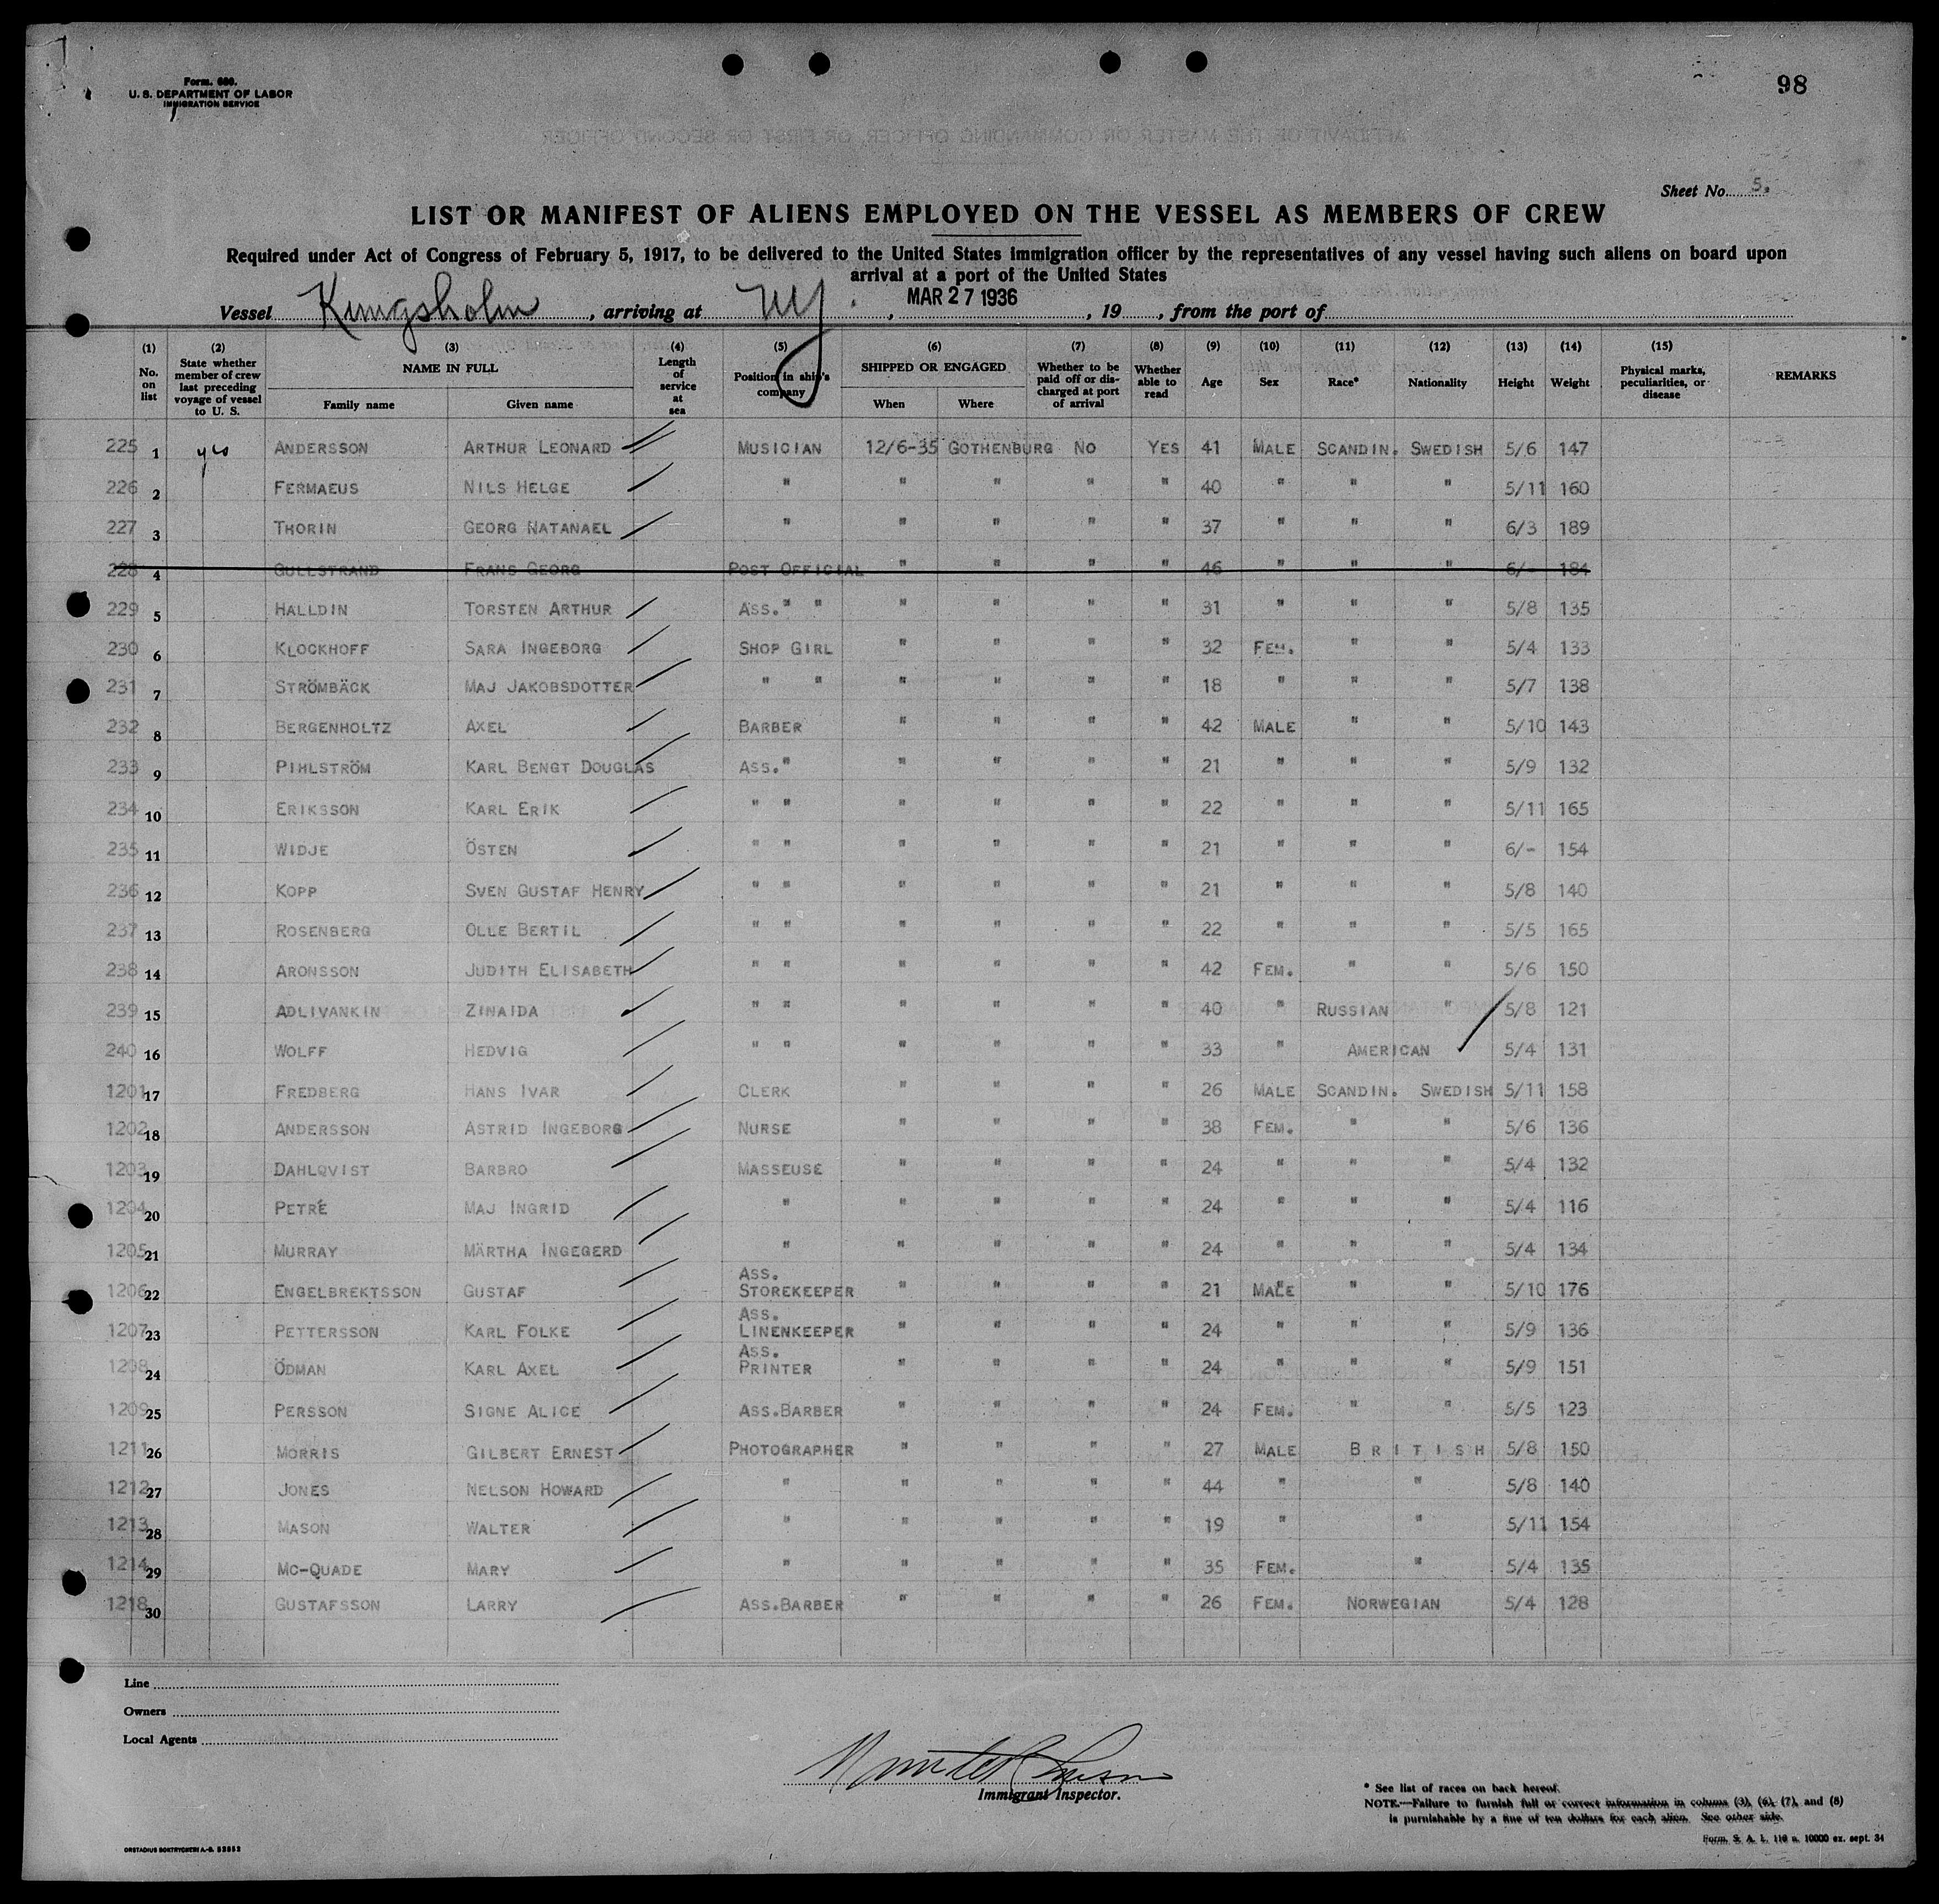 Form. 680.
U. S. DEPARTMENT OF LABOR
IMMIGRATION SERVICE
98
Sheet No. 5.
LIST OR MANIFEST OF ALIENS EMPLOYED ON THE VESSEL AS MEMBERS OF CREW
Required under Act of Congress of February 5, 1917, to be delivered to the United States immigration officer by the representatives of any vessel having such aliens on board upon
arrival at a port of the United States
Vessel Kungsholm, arriving at NY. , MAR 27 1936, 19 , from the port of
(1) No. on list (2) State whether member of crew last preceding voyage of vessel to U. S. (3) NAME IN FULL Family name Given name (4) Length of service at sea (5) Position in ship's company (6) SHIPPED OR ENGAGED When Where (7) Whether to be paid off or discharged at port of arrival (8) Whether able to read (9) Age (10) Sex (11) Race* (12) Nationality (13) Height (14) Weight (15) Physical marks, peculiarities, or disease REMARKS
225 1 yes ANDERSSON ARTHUR LEONARD MUSICIAN 12/6-35 GOTHENBURG NO YES 41 MALE SCANDIN. SWEDISH 5/6 147
226 2 FERMAEUS NILS HELGE " " " " " 40 " " " 5/11 160
227 3 THORIN GEORG NATANAEL " " " " " 37 " " " 6/3 189
228 4 GULLSTRAND FRANS GEORG POST OFFICIAL " " " " 46 " " " 6/- 184
229 5 HALLDIN TORSTEN ARTHUR ASS. " " " " " " 31 " " " 5/8 135
230 6 KLOCKHOFF SARA INGEBORG SHOP GIRL " " " " 32 FEM. " " 5/4 133
231 7 STRÖMBÄCK MAJ JAKOBSDOTTER " " " " " " 18 " " " 5/7 138
232 8 BERGENHOLTZ AXEL BARBER " " " " 42 MALE " " 5/10 143
233 9 PIHLSTRÖM KARL BENGT DOUGLAS ASS. " " " " " 21 " " " 5/9 132
234 10 ERIKSSON KARL ERIK " " " " " " 22 " " " 5/11 165
235 11 WIDJE ÖSTEN " " " " " " 21 " " " 6/- 154
236 12 KOPP SVEN GUSTAF HENRY " " " " " " 21 " " " 5/8 140
237 13 ROSENBERG OLLE BERTIL " " " " " " 22 " " " 5/5 165
238 14 ARONSSON JUDITH ELISABETH " " " " " " 42 FEM. " " 5/6 150
239 15 ADLIVANKIN ZINAIDA " " " " " " 40 " RUSSIAN " 5/8 121
240 16 WOLFF HEDVIG " " " " " " 33 " AMERICAN 5/4 131
1201 17 FREDBERG HANS IVAR CLERK " " " " 26 MALE SCANDIN. SWEDISH 5/11 158
1202 18 ANDERSSON ASTRID INGEBORG NURSE " " " " 38 FEM. " " 5/6 136
1203 19 DAHLQVIST BARBRO MASSEUSE " " " " 24 " " " 5/4 132
1204 20 PETRÉ MAJ INGRID " " " " " 24 " " " 5/4 116
1205 21 MURRAY MÄRTHA INGEGERD " " " " " 24 " " " 5/4 134
1206 22 ENGELBREKTSSON GUSTAF ASS. STOREKEEPER " " " " 21 MALE " " 5/10 176
1207 23 PETTERSSON KARL FOLKE ASS. LINENKEEPER " " " " 24 " " " 5/9 136
1208 24 ÖDMAN KARL AXEL ASS. PRINTER " " " " 24 " " " 5/9 151
1209 25 PERSSON SIGNE ALICE ASS.BARBER " " " " 24 FEM. " " 5/5 123
1211 26 MORRIS GILBERT ERNEST PHOTOGRAPHER " " " " 27 MALE BRITISH 5/8 150
1212 27 JONES NELSON HOWARD " " " " " 44 " " 5/8 140
1213 28 MASON WALTER " " " " " 19 " " 5/11 154
1214 29 MC-QUADE MARY " " " " " 35 FEM. " 5/4 135
1218 30 GUSTAFSSON LARRY ASS.BARBER " " " " 26 FEM. NORWEGIAN 5/4 128
Line
Owners
Local Agents
Immigrant Inspector.
* See list of races on back hereof.
NOTE.—Failure to furnish full or correct information in column (3), (6), (7), and (8)
is purnishable by a fine of ten dollars for each alien. See other side.
Form. S. A. L. 110 a. 10000 ex. sept. 34
ORSTADIUS BOKTRYCKERI A.-B. 52552